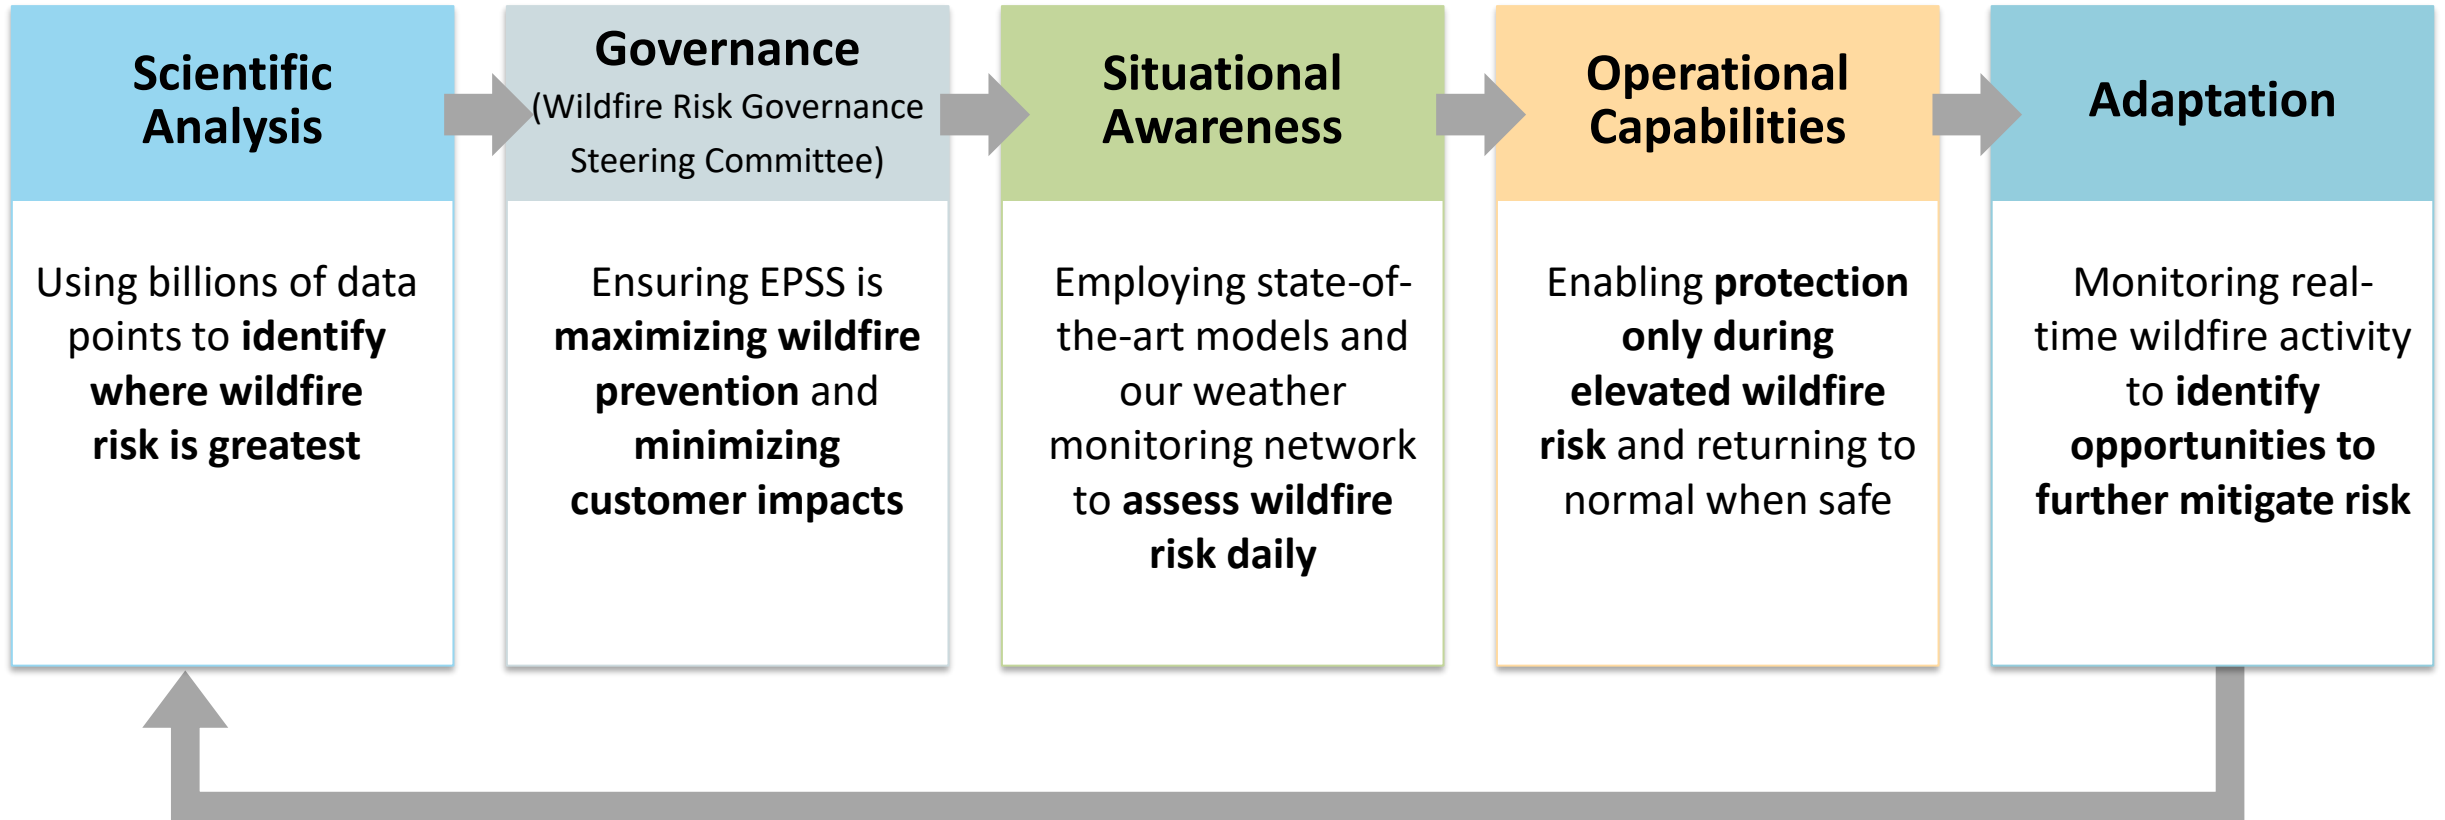 Scientific
Analysis
Using billions of data
points to identify
where wildfire
risk is greatest
Governance
(Wildfire Risk Governance
Steering Committee)
Ensuring EPSS is
maximizing wildfire
prevention and
minimizing
customer impacts
Situational
Awareness
Employing state-of-
the-art models and
our weather
monitoring network
to assess wildfire
risk daily
Operational
Capabilities
Enabling protection
only during
elevated wildfire
risk and returning to
normal when safe
Adaptation
Monitoring real-
time wildfire activity
to identify
opportunities to
further mitigate risk